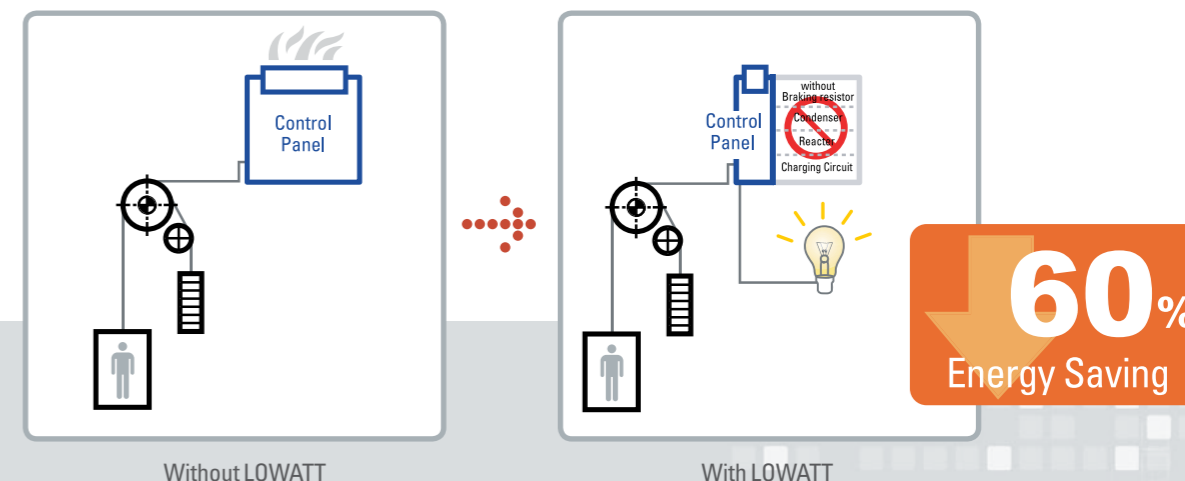 Control
Panel
Without LOWATT
Control
Panel
without
Braking resistor
Condenser
Reacter
Charging Circuit
With LOWATT
60%
Energy Saving